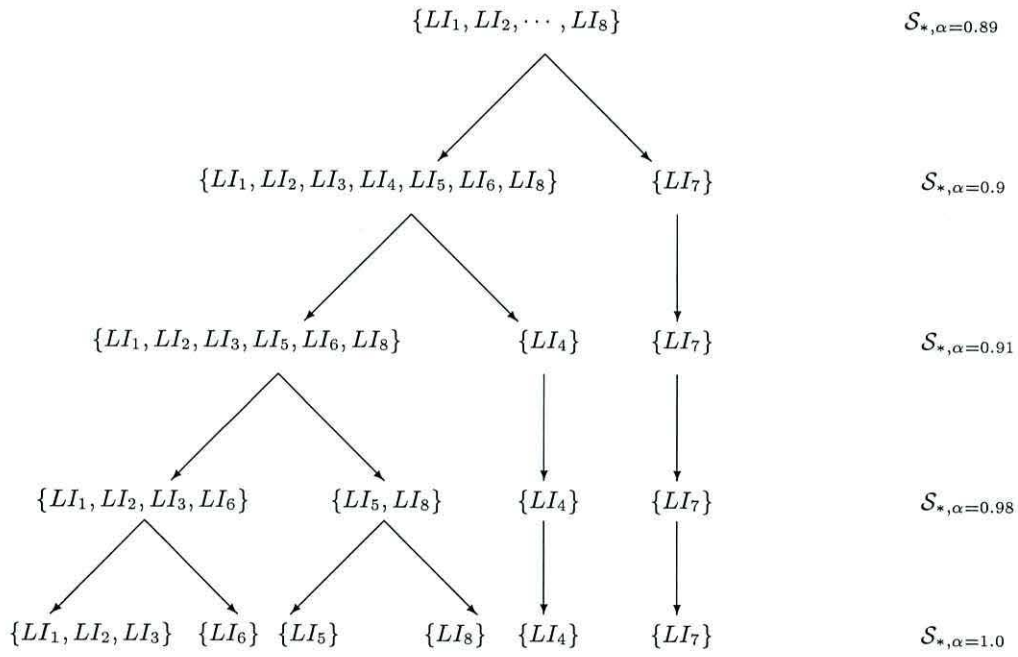 {LI₁, LI₂, ⋯ , LI₈} 𝒮*,α=0.89
{LI₁, LI₂, LI₃, LI₄, LI₅, LI₆, LI₈} {LI₇} 𝒮*,α=0.9
{LI₁, LI₂, LI₃, LI₅, LI₆, LI₈} {LI₄} {LI₇} 𝒮*,α=0.91
{LI₁, LI₂, LI₃, LI₆} {LI₅, LI₈} {LI₄} {LI₇} 𝒮*,α=0.98
{LI₁, LI₂, LI₃} {LI₆} {LI₅} {LI₈} {LI₄} {LI₇} 𝒮*,α=1.0